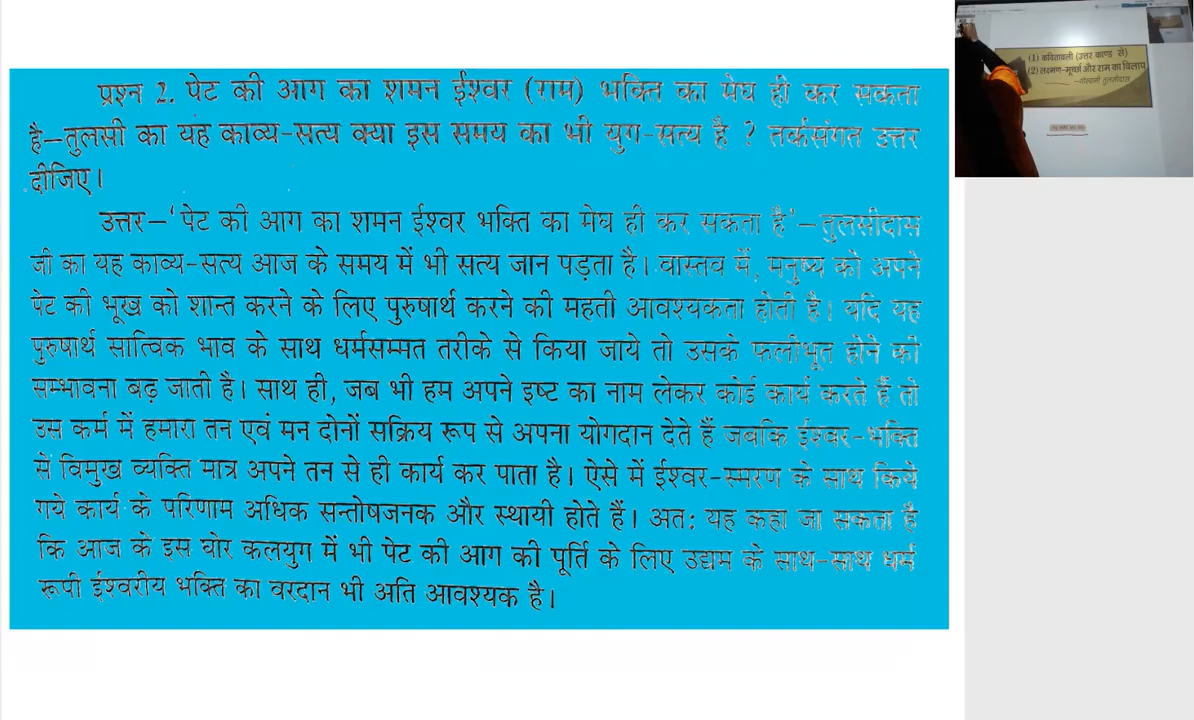 प्रश्न 2. पेट की आग का शमन ईश्वर (राम) भक्ति का मेघ ही कर सकता
है–तुलसी का यह काव्य-सत्य क्या इस समय का भी युग-सत्य है ? तर्कसंगत उत्तर
दीजिए।
उत्तर–‘पेट की आग का शमन ईश्वर भक्ति का मेघ ही कर सकता है’–तुलसीदास
जी का यह काव्य-सत्य आज के समय में भी सत्य जान पड़ता है। वास्तव में, मनुष्य को अपने
पेट की भूख को शान्त करने के लिए पुरुषार्थ करने की महती आवश्यकता होती है। यदि यह
पुरुषार्थ सात्विक भाव के साथ धर्मसम्मत तरीके से किया जाये तो उसके फलीभूत होने की
सम्भावना बढ़ जाती है। साथ ही, जब भी हम अपने इष्ट का नाम लेकर कोई कार्य करते हैं तो
उस कर्म में हमारा तन एवं मन दोनों सक्रिय रूप से अपना योगदान देते हैं जबकि ईश्वर-भक्ति
से विमुख व्यक्ति मात्र अपने तन से ही कार्य कर पाता है। ऐसे में ईश्वर-स्मरण के साथ किये
गये कार्य के परिणाम अधिक सन्तोषजनक और स्थायी होते हैं। अत: यह कहा जा सकता है
कि आज के इस घोर कलयुग में भी पेट की आग की पूर्ति के लिए उद्यम के साथ-साथ धर्म
रूपी ईश्वरीय भक्ति का वरदान भी अति आवश्यक है।
(1) कवितावली (उत्तर काण्ड से)
(2) लक्ष्मण-मूर्च्छा और राम का विलाप
–गोस्वामी तुलसीदास